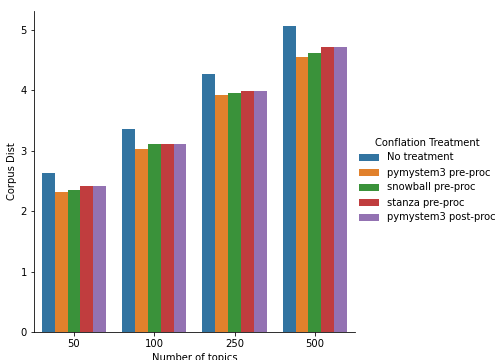 5
4
3
2
1
0
Corpus Dist
50 100 250 500
Number of topics
Conflation Treatment
No treatment
pymystem3 pre-proc
snowball pre-proc
stanza pre-proc
pymystem3 post-proc